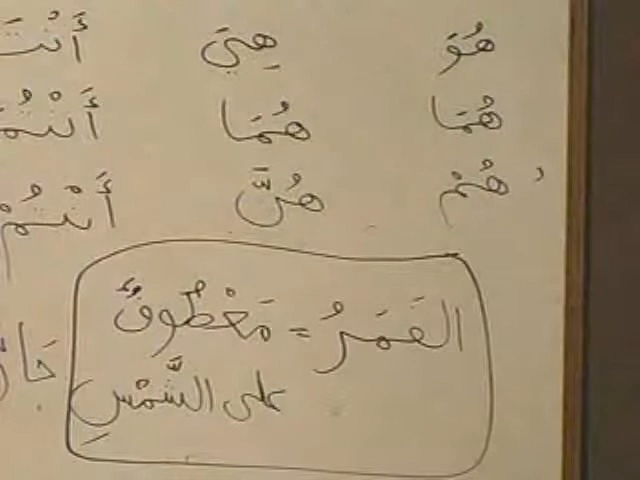 هُوَ هِيَ أَنْتَ
هُمَا هُمَا
هُمْ هُنَّ أَنْتُمْ
القَمَرُ = مَعْطُوفٌ
على الشَّمْسِ